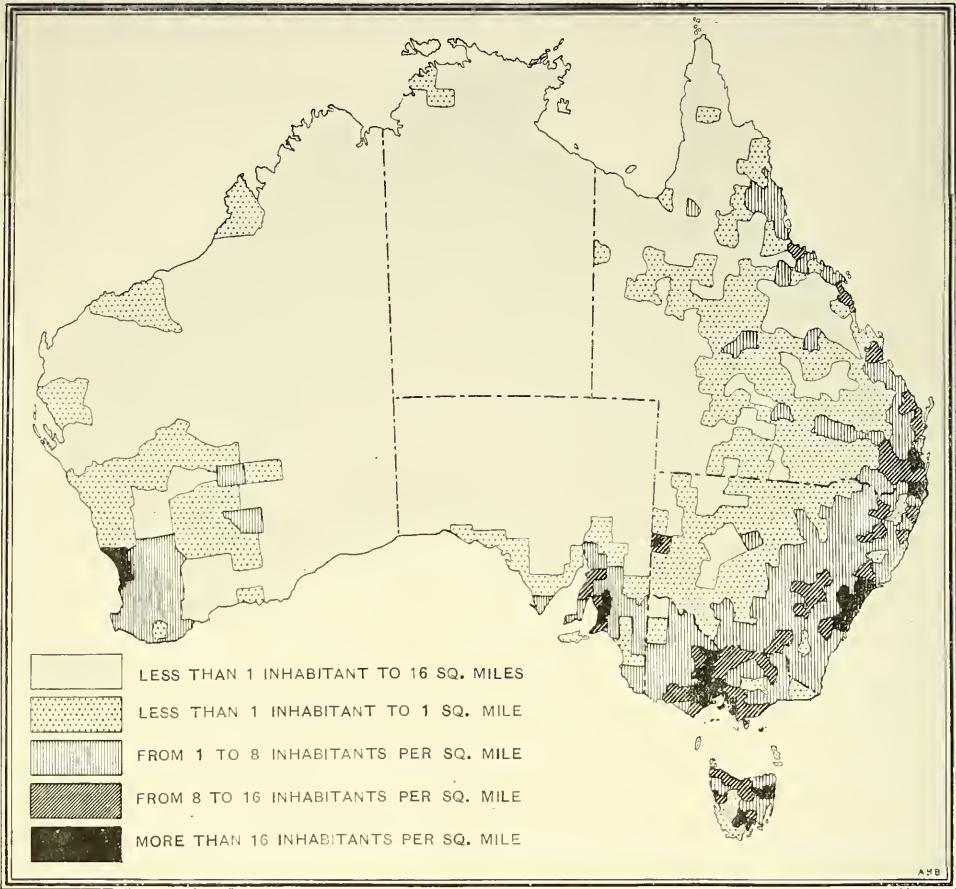 LESS THAN 1 INHABITANT TO 16 SQ. MILES
LESS THAN 1 INHABITANT TO 1 SQ. MILE
FROM 1 TO 8 INHABITANTS PER SQ. MILE
FROM 8 TO 16 INHABITANTS PER SQ. MILE
MORE THAN 16 INHABITANTS PER SQ. MILE
AHB